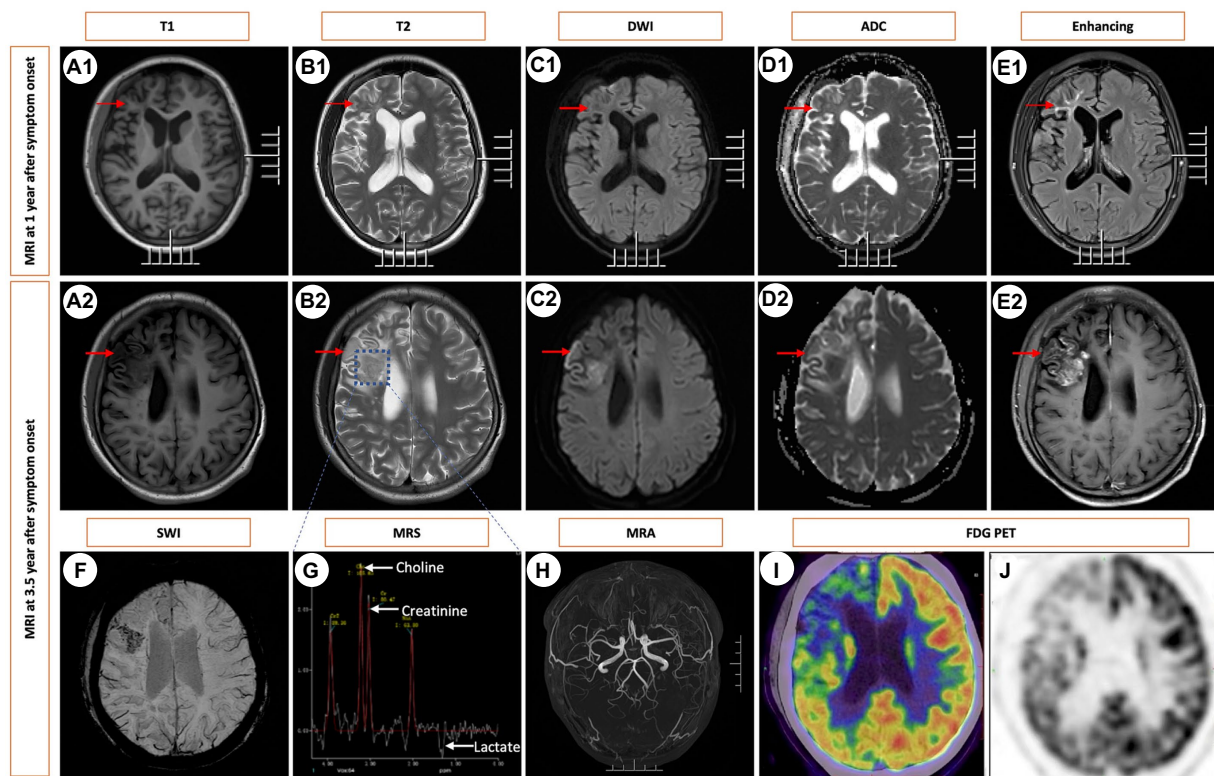 T1
T2
DWI
ADC
Enhancing
MRI at 1 year after symptom onset
A1
B1
C1
D1
E1
MRI at 3.5 year after symptom onset
A2
B2
C2
D2
E2
SWI
MRS
MRA
FDG PET
F
G
Choline
Creatinine
Lactate
ppm
H
I
J